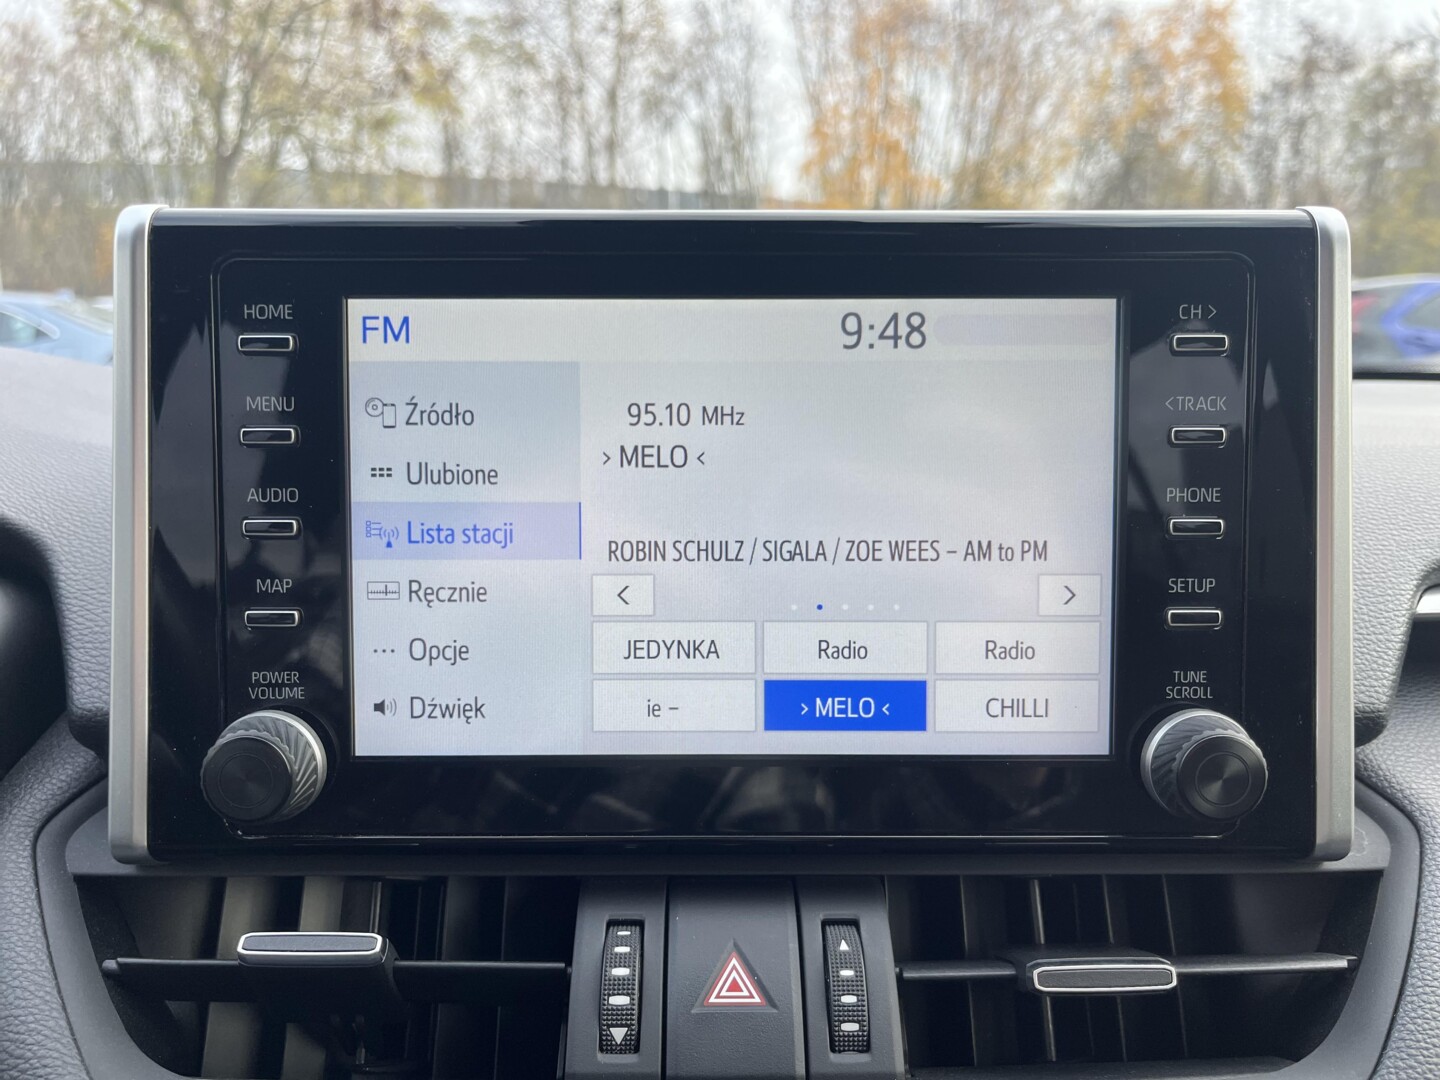 HOME
MENU
AUDIO
MAP
POWER
VOLUME
FM
9:48
Źródło
Ulubione
Lista stacji
Ręcznie
Opcje
Dźwięk
95.10 MHz
> MELO <
ROBIN SCHULZ / SIGALA / ZOE WEES – AM to PM
< >
JEDYNKA Radio Radio
ie – > MELO < CHILLI
CH >
<TRACK
PHONE
SETUP
TUNE
SCROLL